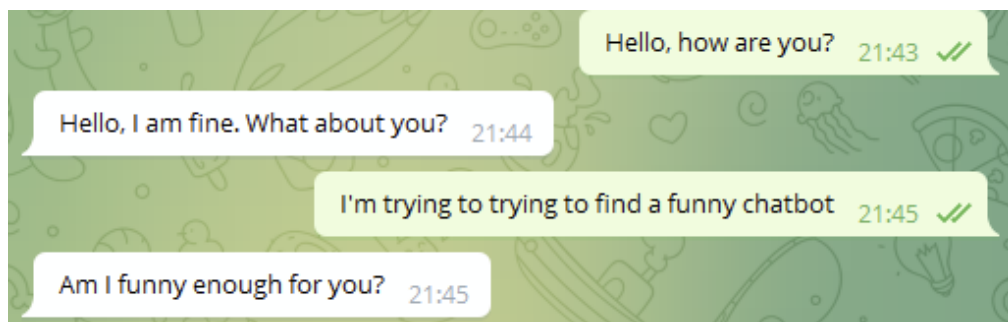 Hello, how are you? 21:43
Hello, I am fine. What about you? 21:44
I'm trying to trying to find a funny chatbot 21:45
Am I funny enough for you? 21:45